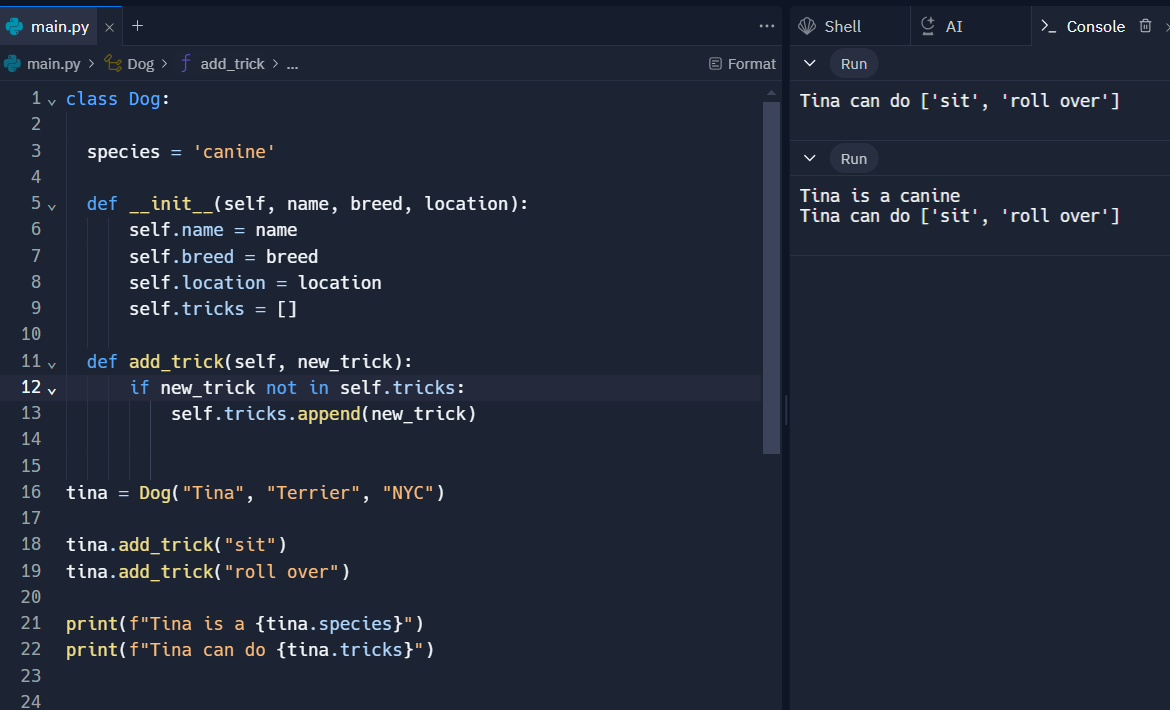 main.py × +
main.py > Dog > f add_trick > ...
Format
1 class Dog:
2
3 species = 'canine'
4
5 def __init__(self, name, breed, location):
6 self.name = name
7 self.breed = breed
8 self.location = location
9 self.tricks = []
10
11 def add_trick(self, new_trick):
12 if new_trick not in self.tricks:
13 self.tricks.append(new_trick)
14
15
16 tina = Dog("Tina", "Terrier", "NYC")
17
18 tina.add_trick("sit")
19 tina.add_trick("roll over")
20
21 print(f"Tina is a {tina.species}")
22 print(f"Tina can do {tina.tricks}")
23
24
Shell
AI
Console
Run
Tina can do ['sit', 'roll over']
Run
Tina is a canine
Tina can do ['sit', 'roll over']